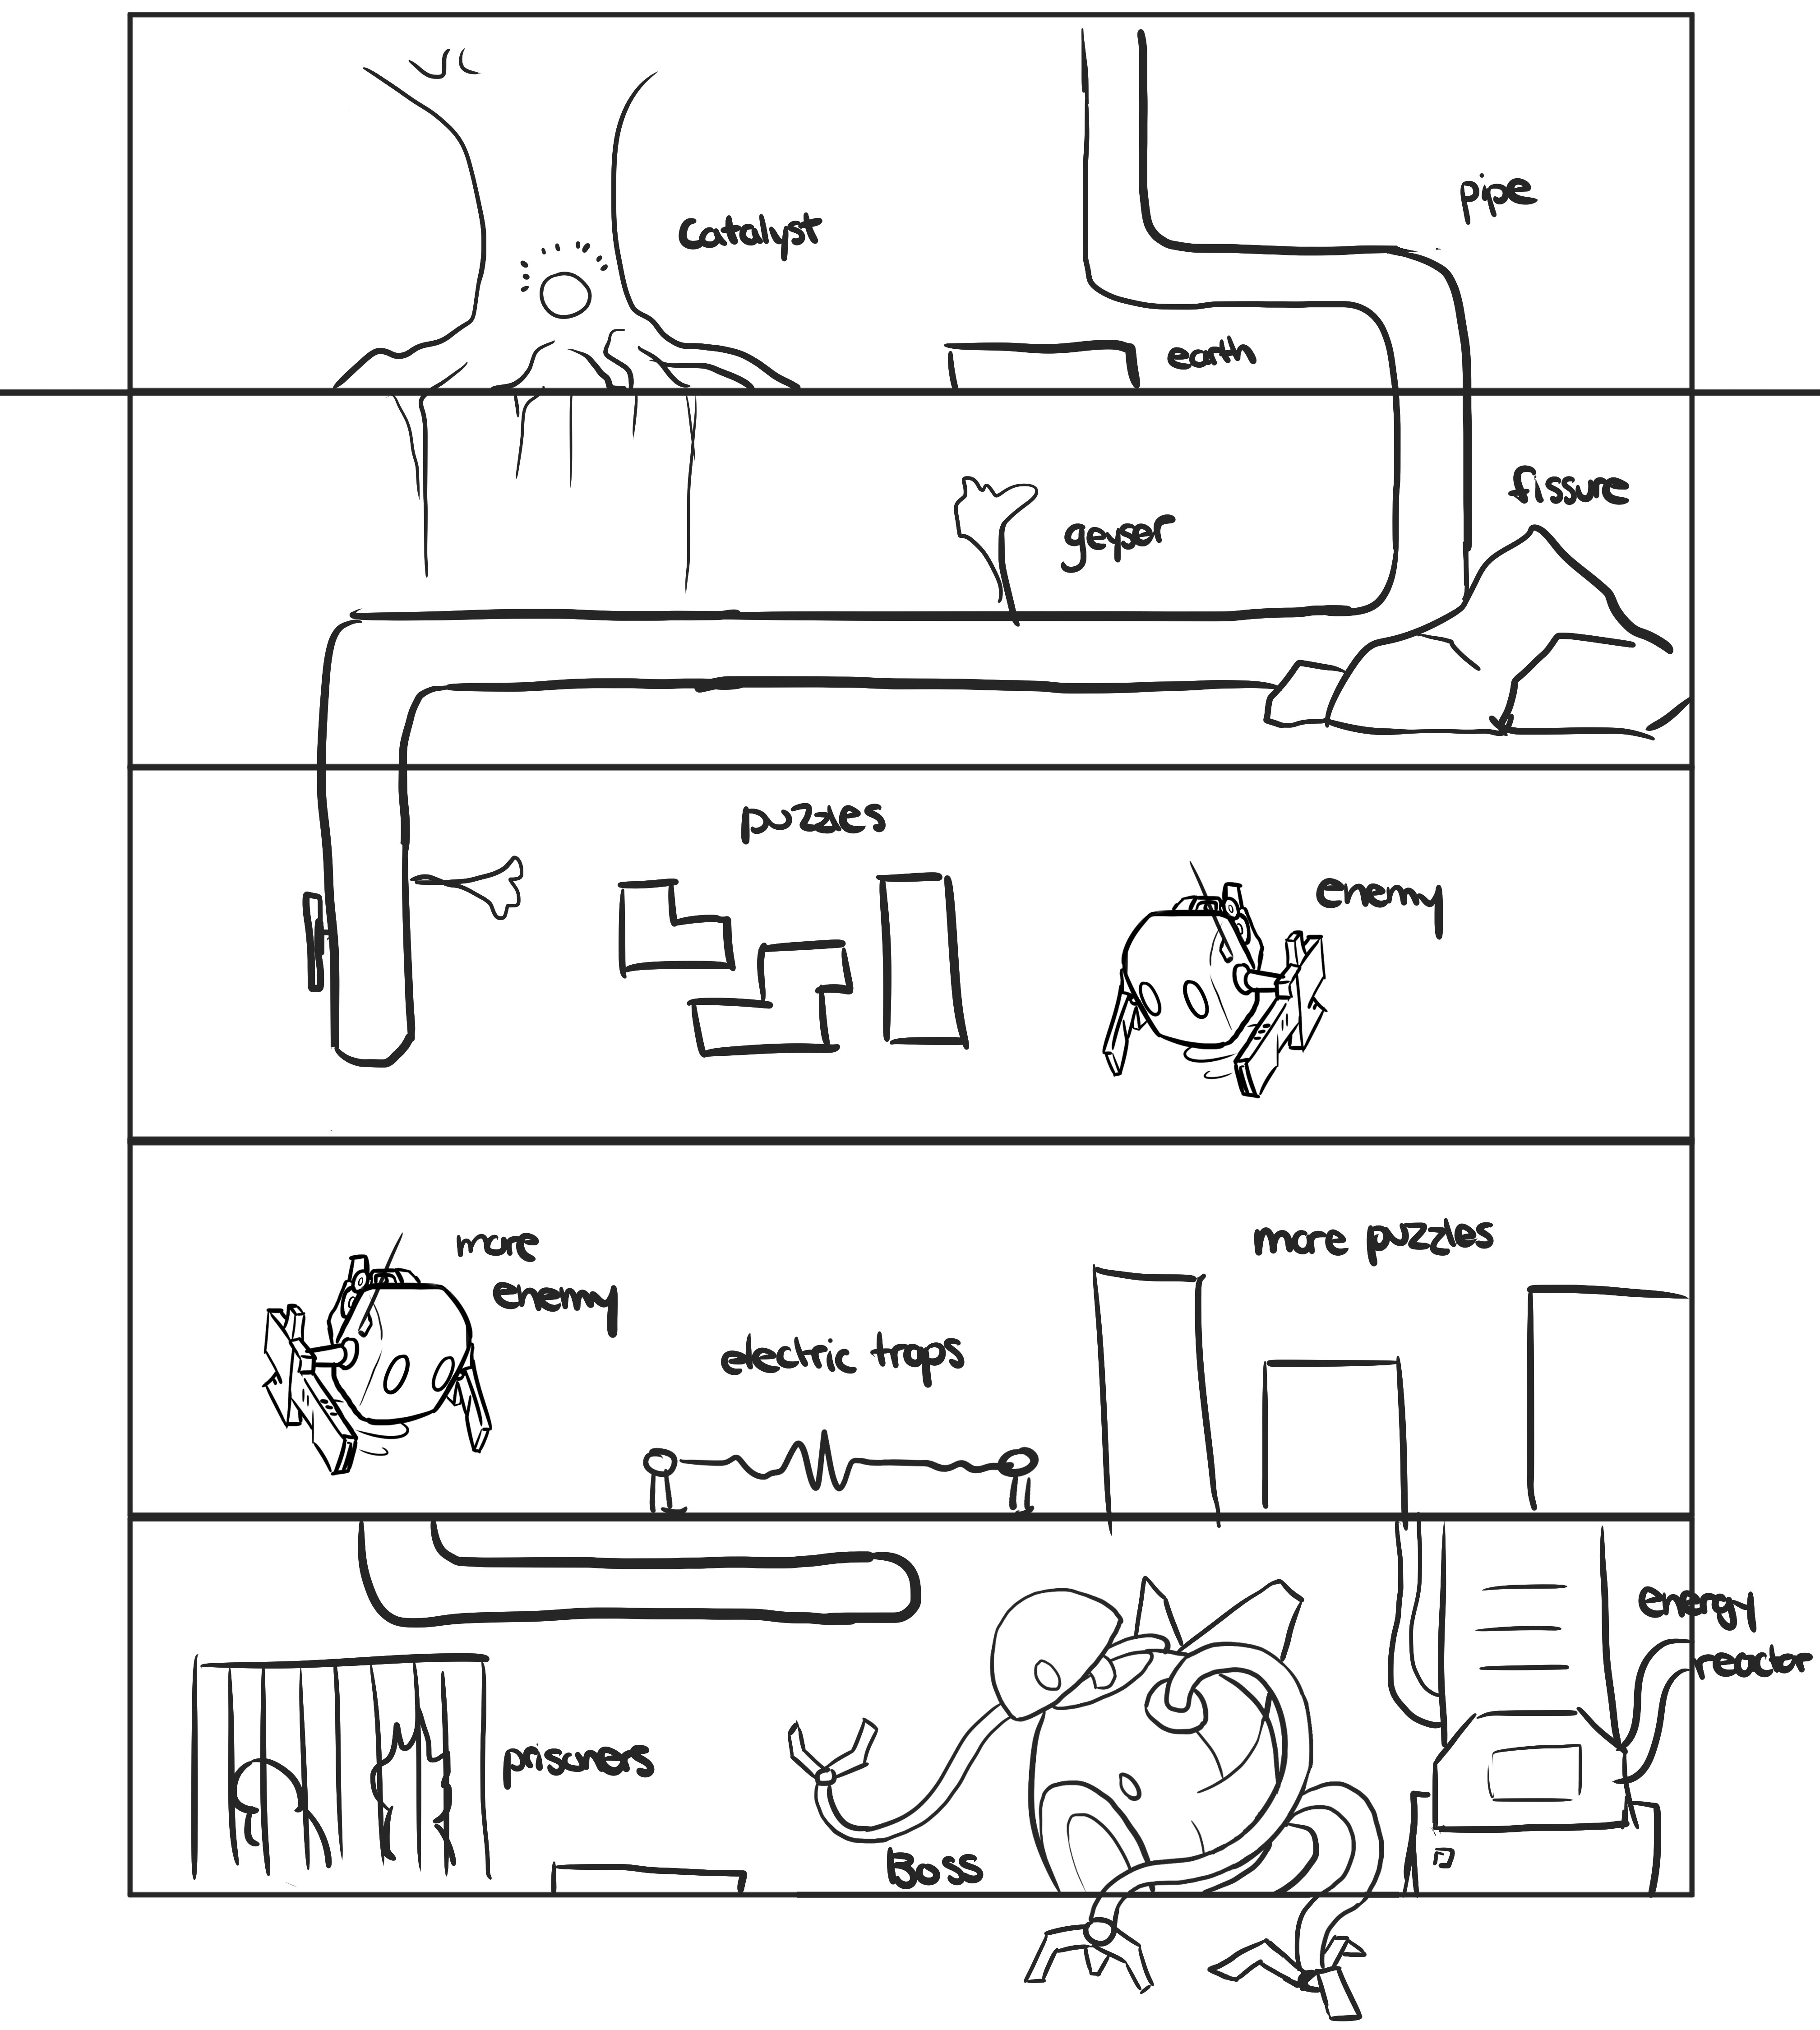 Catalyst
pipe
earth
fissure
geyser
puzzles
enemy
more
enemy
more puzzles
electric traps
energy
reactor
prisoners
Boss